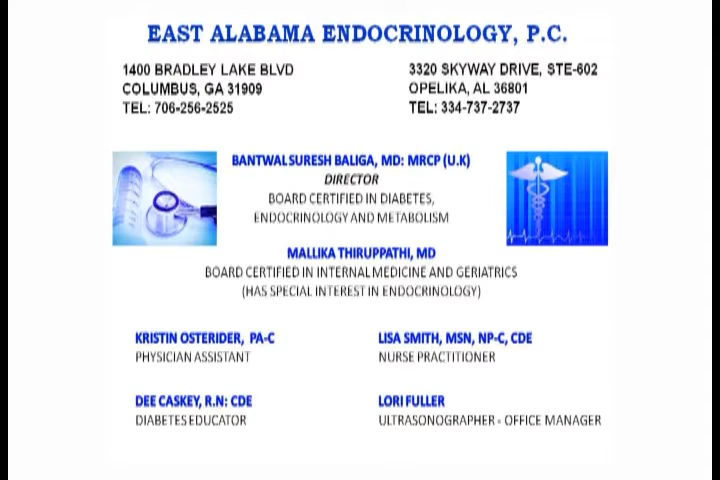 EAST ALABAMA ENDOCRINOLOGY, P.C.
1400 BRADLEY LAKE BLVD
COLUMBUS, GA 31909
TEL: 706-256-2525
3320 SKYWAY DRIVE, STE-602
OPELIKA, AL 36801
TEL: 334-737-2737
BANTWAL SURESH BALIGA, MD: MRCP (U.K)
DIRECTOR
BOARD CERTIFIED IN DIABETES,
ENDOCRINOLOGY AND METABOLISM
MALLIKA THIRUPPATHI, MD
BOARD CERTIFIED IN INTERNAL MEDICINE AND GERIATRICS
(HAS SPECIAL INTEREST IN ENDOCRINOLOGY)
KRISTIN OSTERIDER, PA-C
PHYSICIAN ASSISTANT
LISA SMITH, MSN, NP-C, CDE
NURSE PRACTITIONER
DEE CASKEY, R.N: CDE
DIABETES EDUCATOR
LORI FULLER
ULTRASONOGRAPHER - OFFICE MANAGER